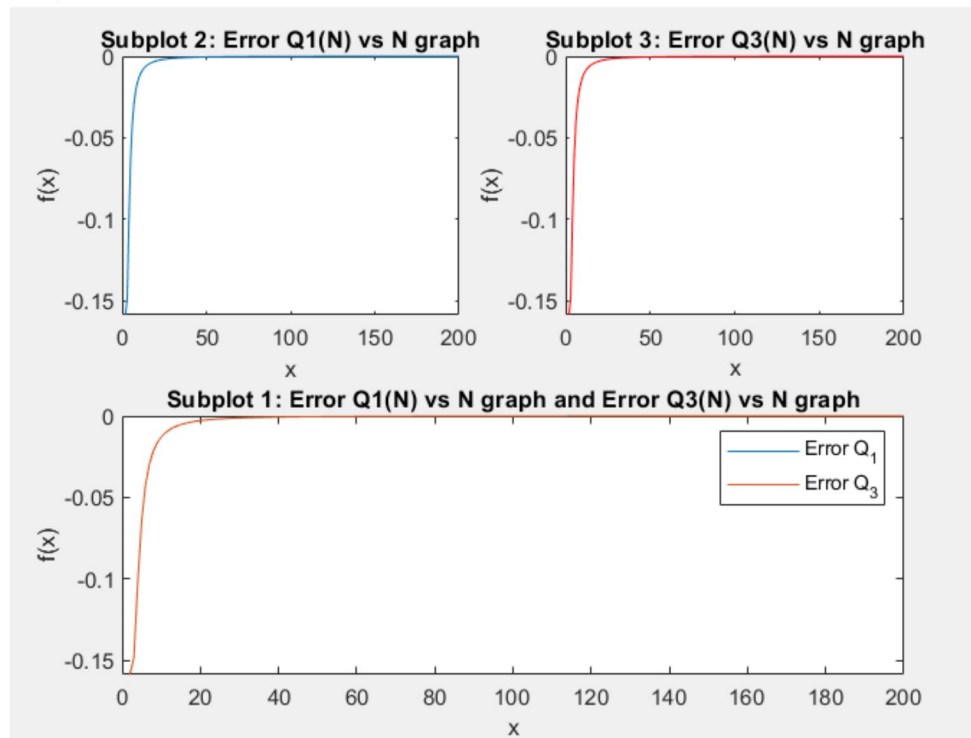 Subplot 2: Error Q1(N) vs N graph
0
-0.05
-0.1
-0.15
f(x)
0 50 100 150 200
x
Subplot 3: Error Q3(N) vs N graph
0
-0.05
-0.1
-0.15
f(x)
0 50 100 150 200
x
Subplot 1: Error Q1(N) vs N graph and Error Q3(N) vs N graph
0
-0.05
-0.1
-0.15
f(x)
Error Q1
Error Q3
0 20 40 60 80 100 120 140 160 180 200
x